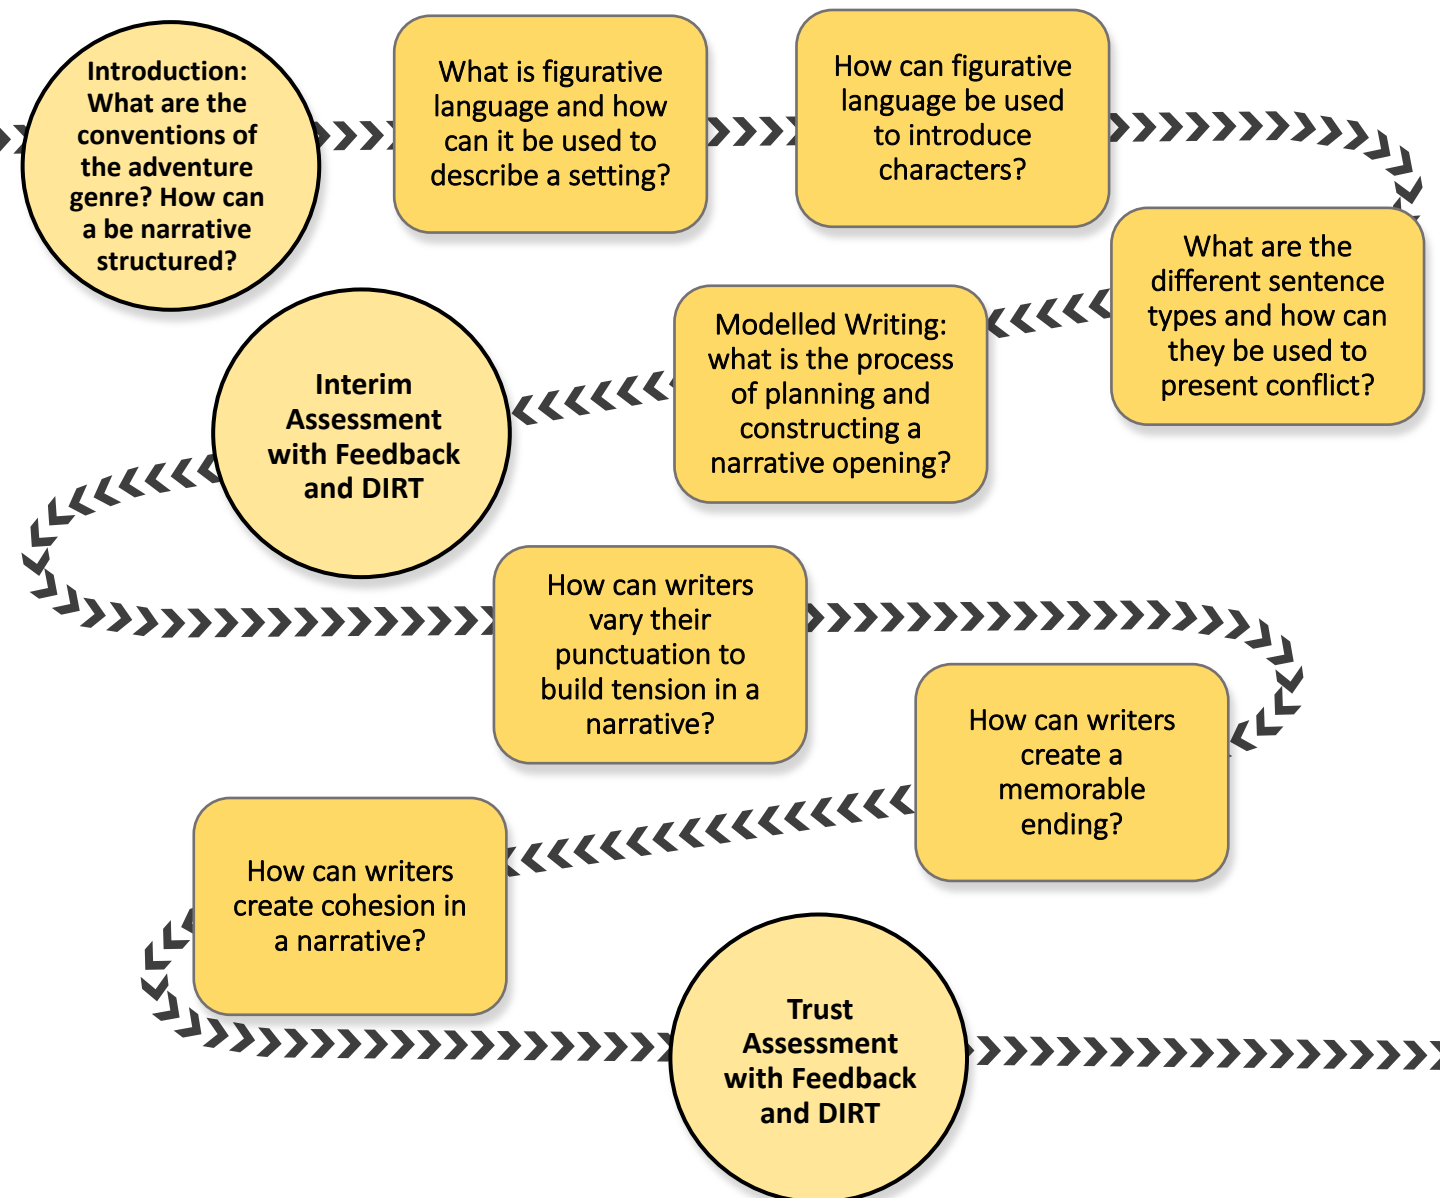 Introduction:
What are the
conventions of
the adventure
genre? How can
a be narrative
structured?
What is figurative
language and how
can it be used to
describe a setting?
How can figurative
language be used
to introduce
characters?
What are the
different sentence
types and how can
they be used to
present conflict?
Modelled Writing:
what is the process
of planning and
constructing a
narrative opening?
Interim
Assessment
with Feedback
and DIRT
How can writers
vary their
punctuation to
build tension in a
narrative?
How can writers
create a
memorable
ending?
How can writers
create cohesion in
a narrative?
Trust
Assessment
with Feedback
and DIRT